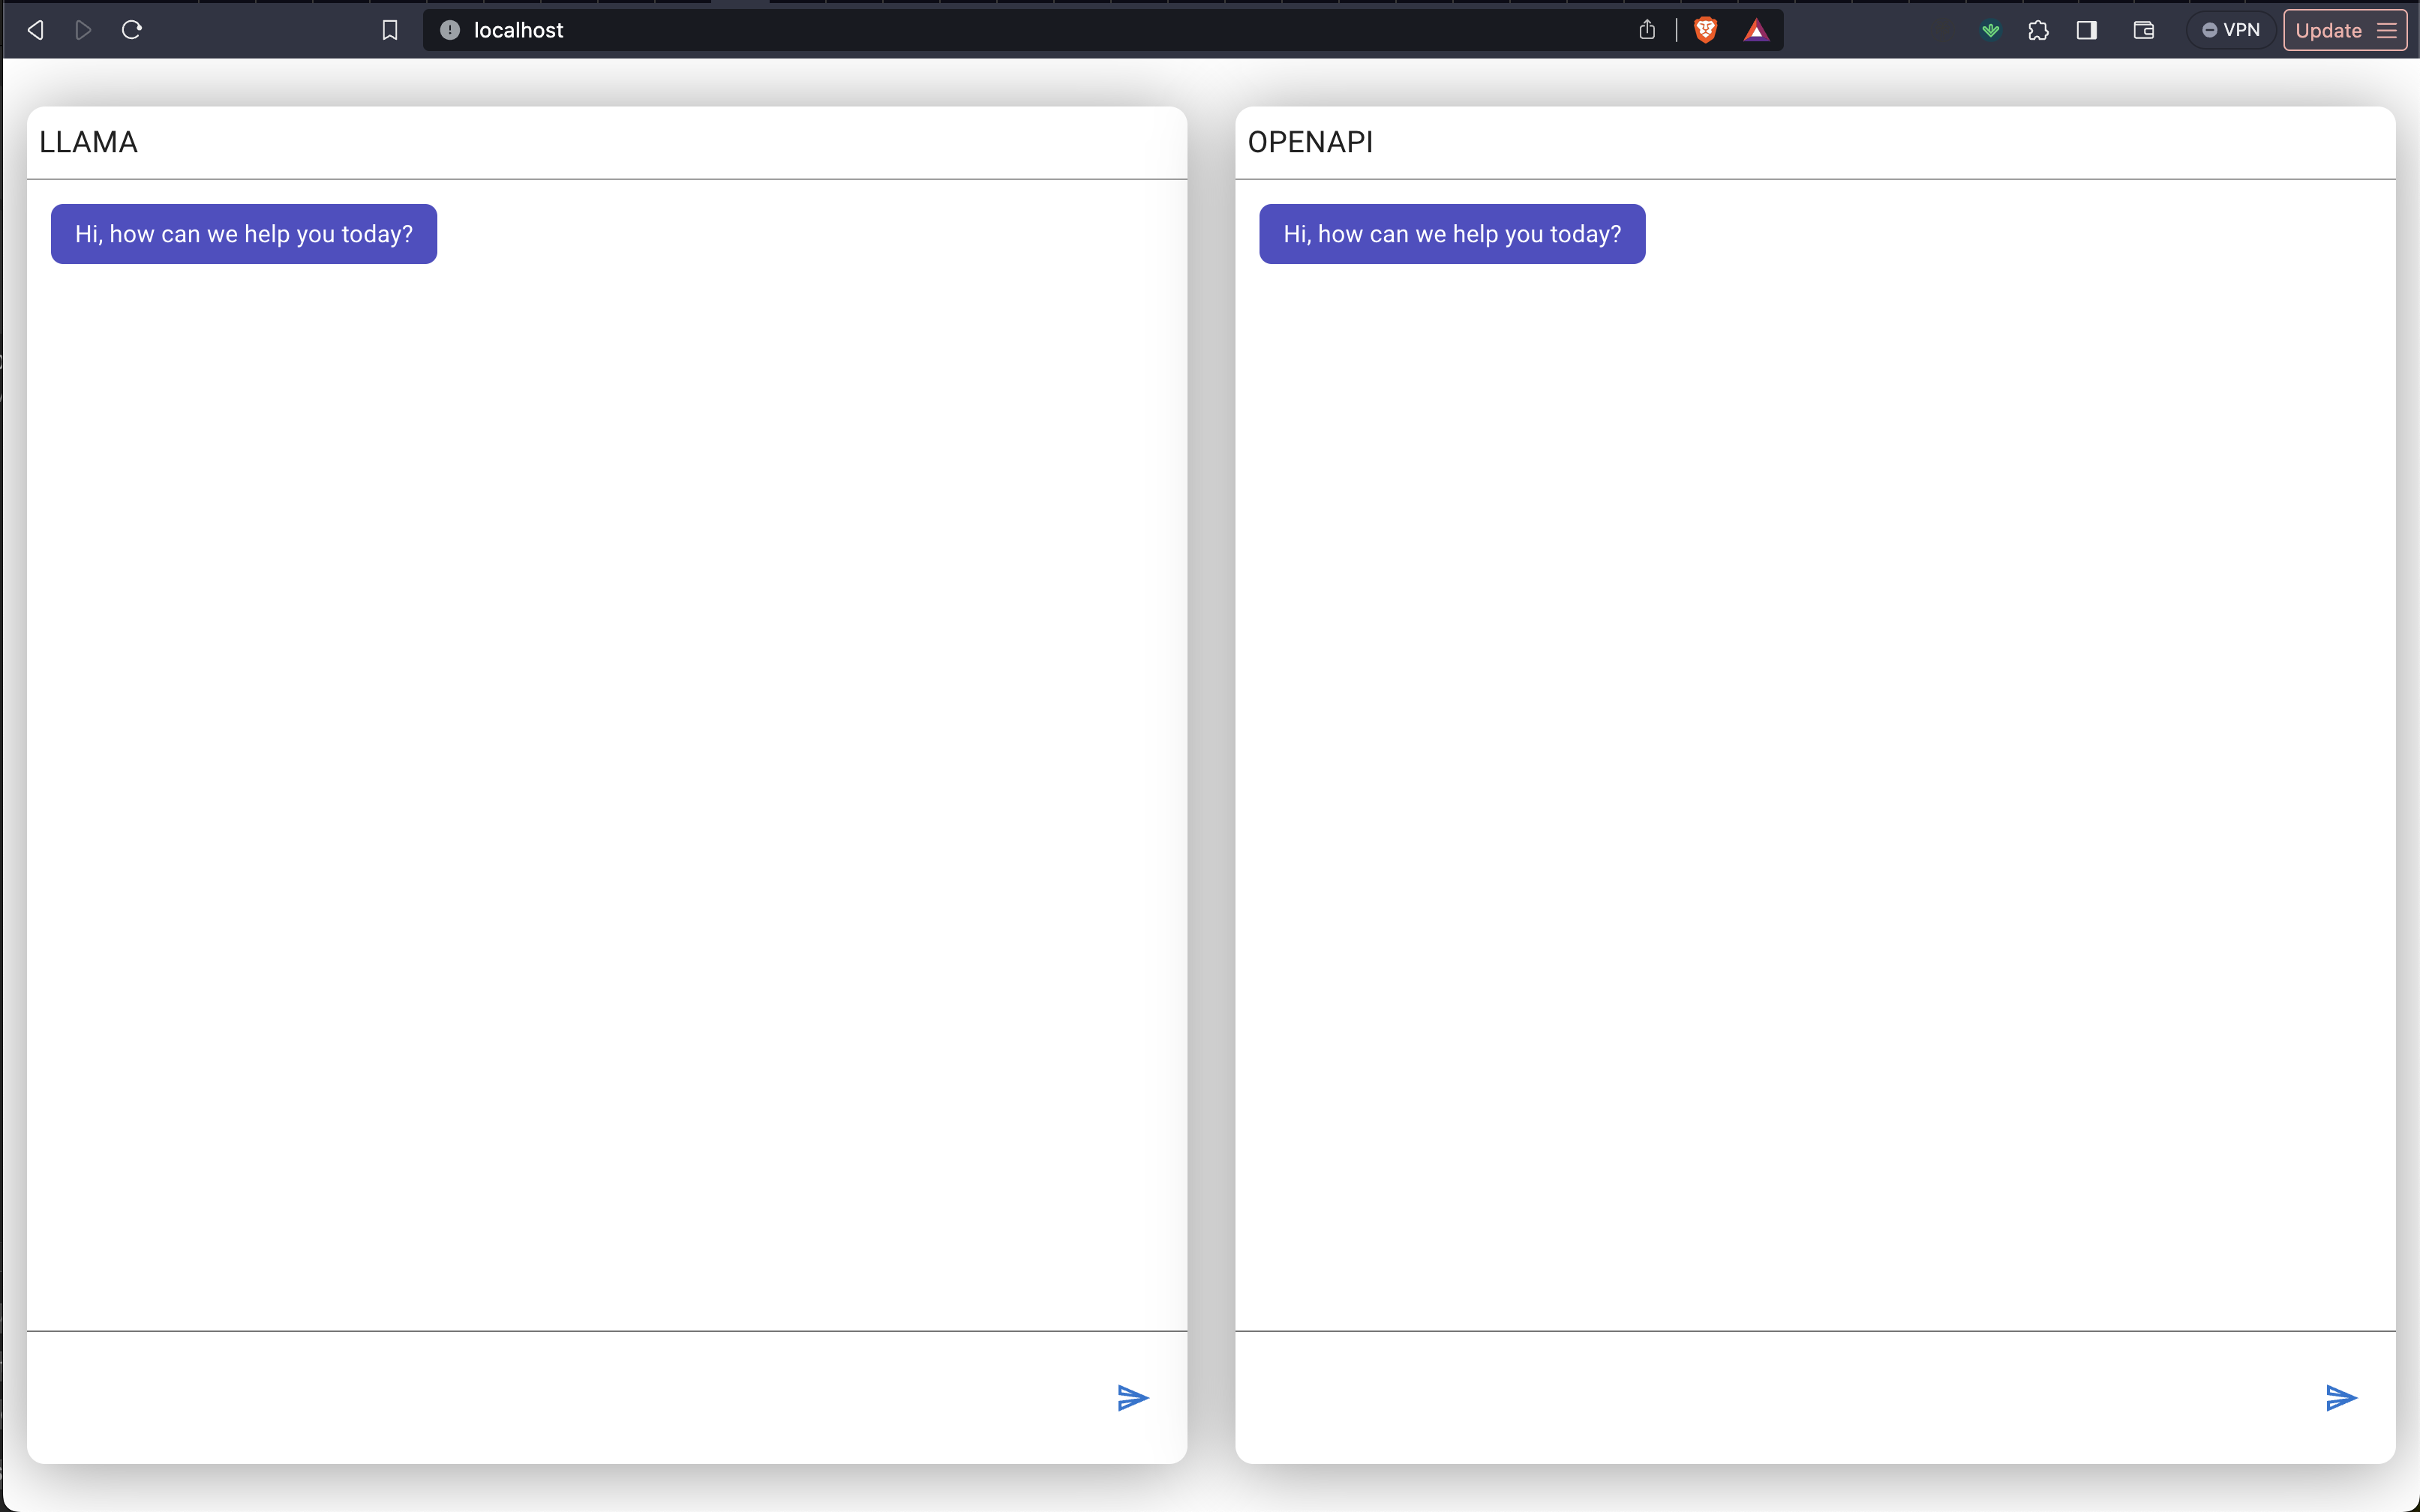 localhost
VPN
Update
LLAMA
Hi, how can we help you today?
OPENAPI
Hi, how can we help you today?